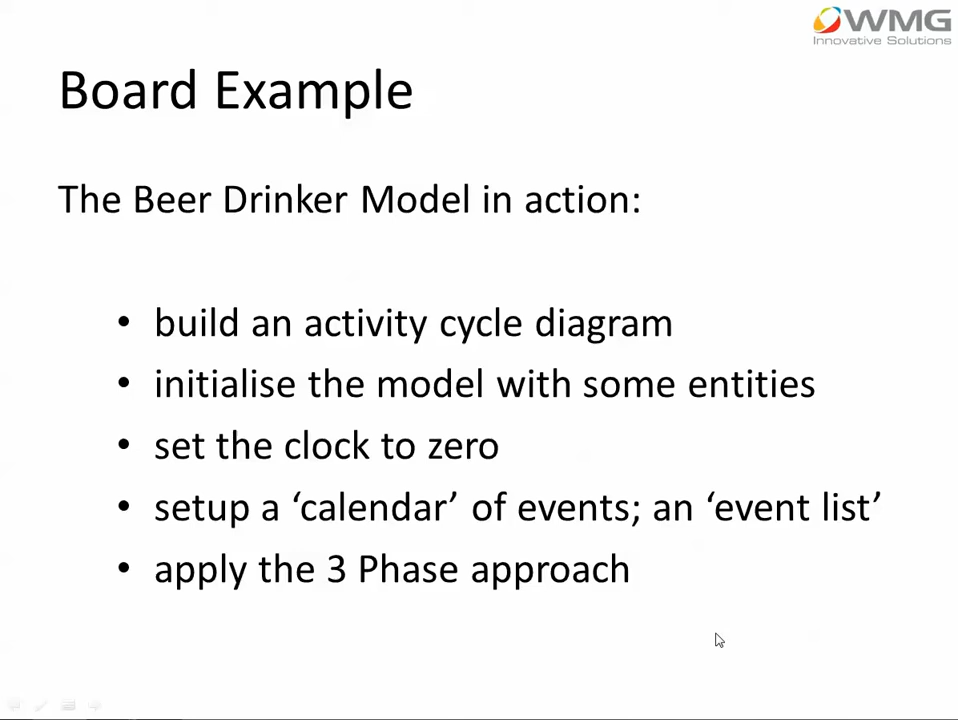 WMG
Innovative Solutions
Board Example
The Beer Drinker Model in action:
• build an activity cycle diagram
• initialise the model with some entities
• set the clock to zero
• setup a ‘calendar’ of events; an ‘event list’
• apply the 3 Phase approach